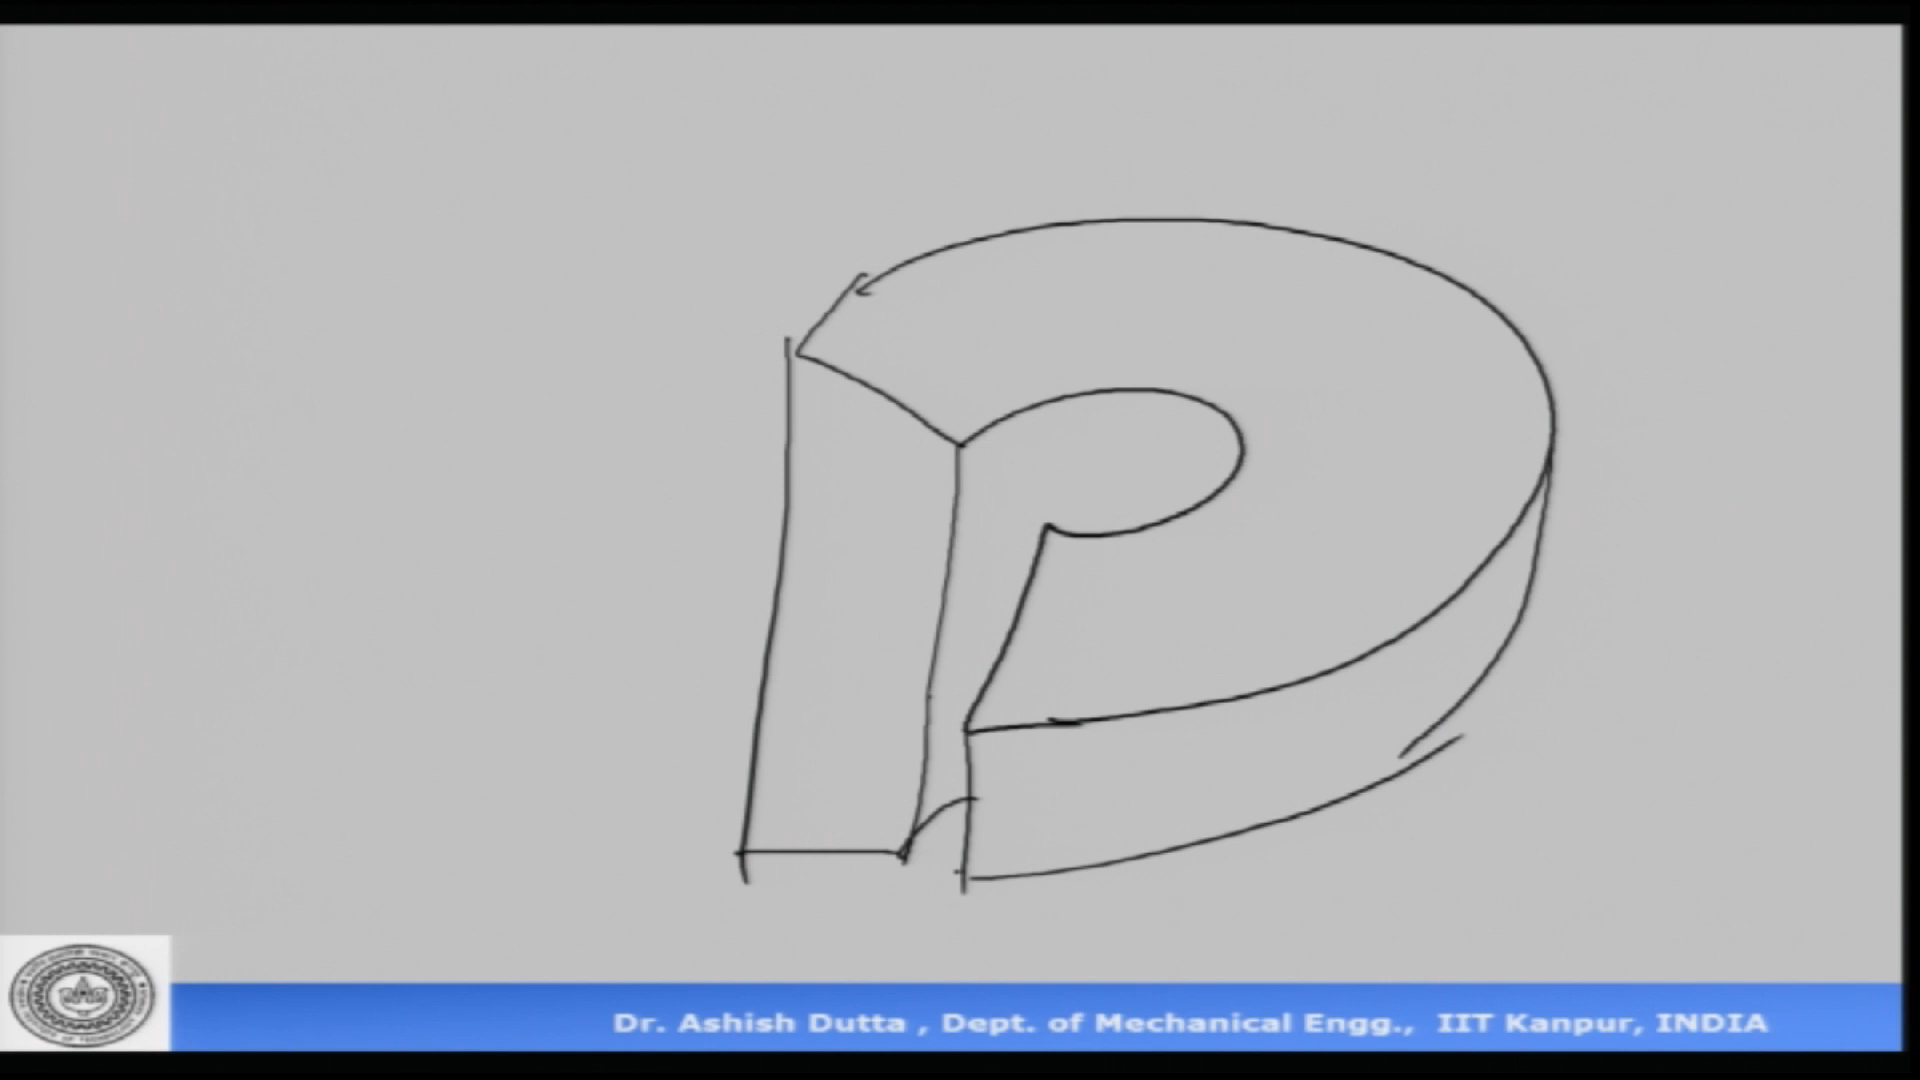 Dr. Ashish Dutta , Dept. of Mechanical Engg., IIT Kanpur, INDIA